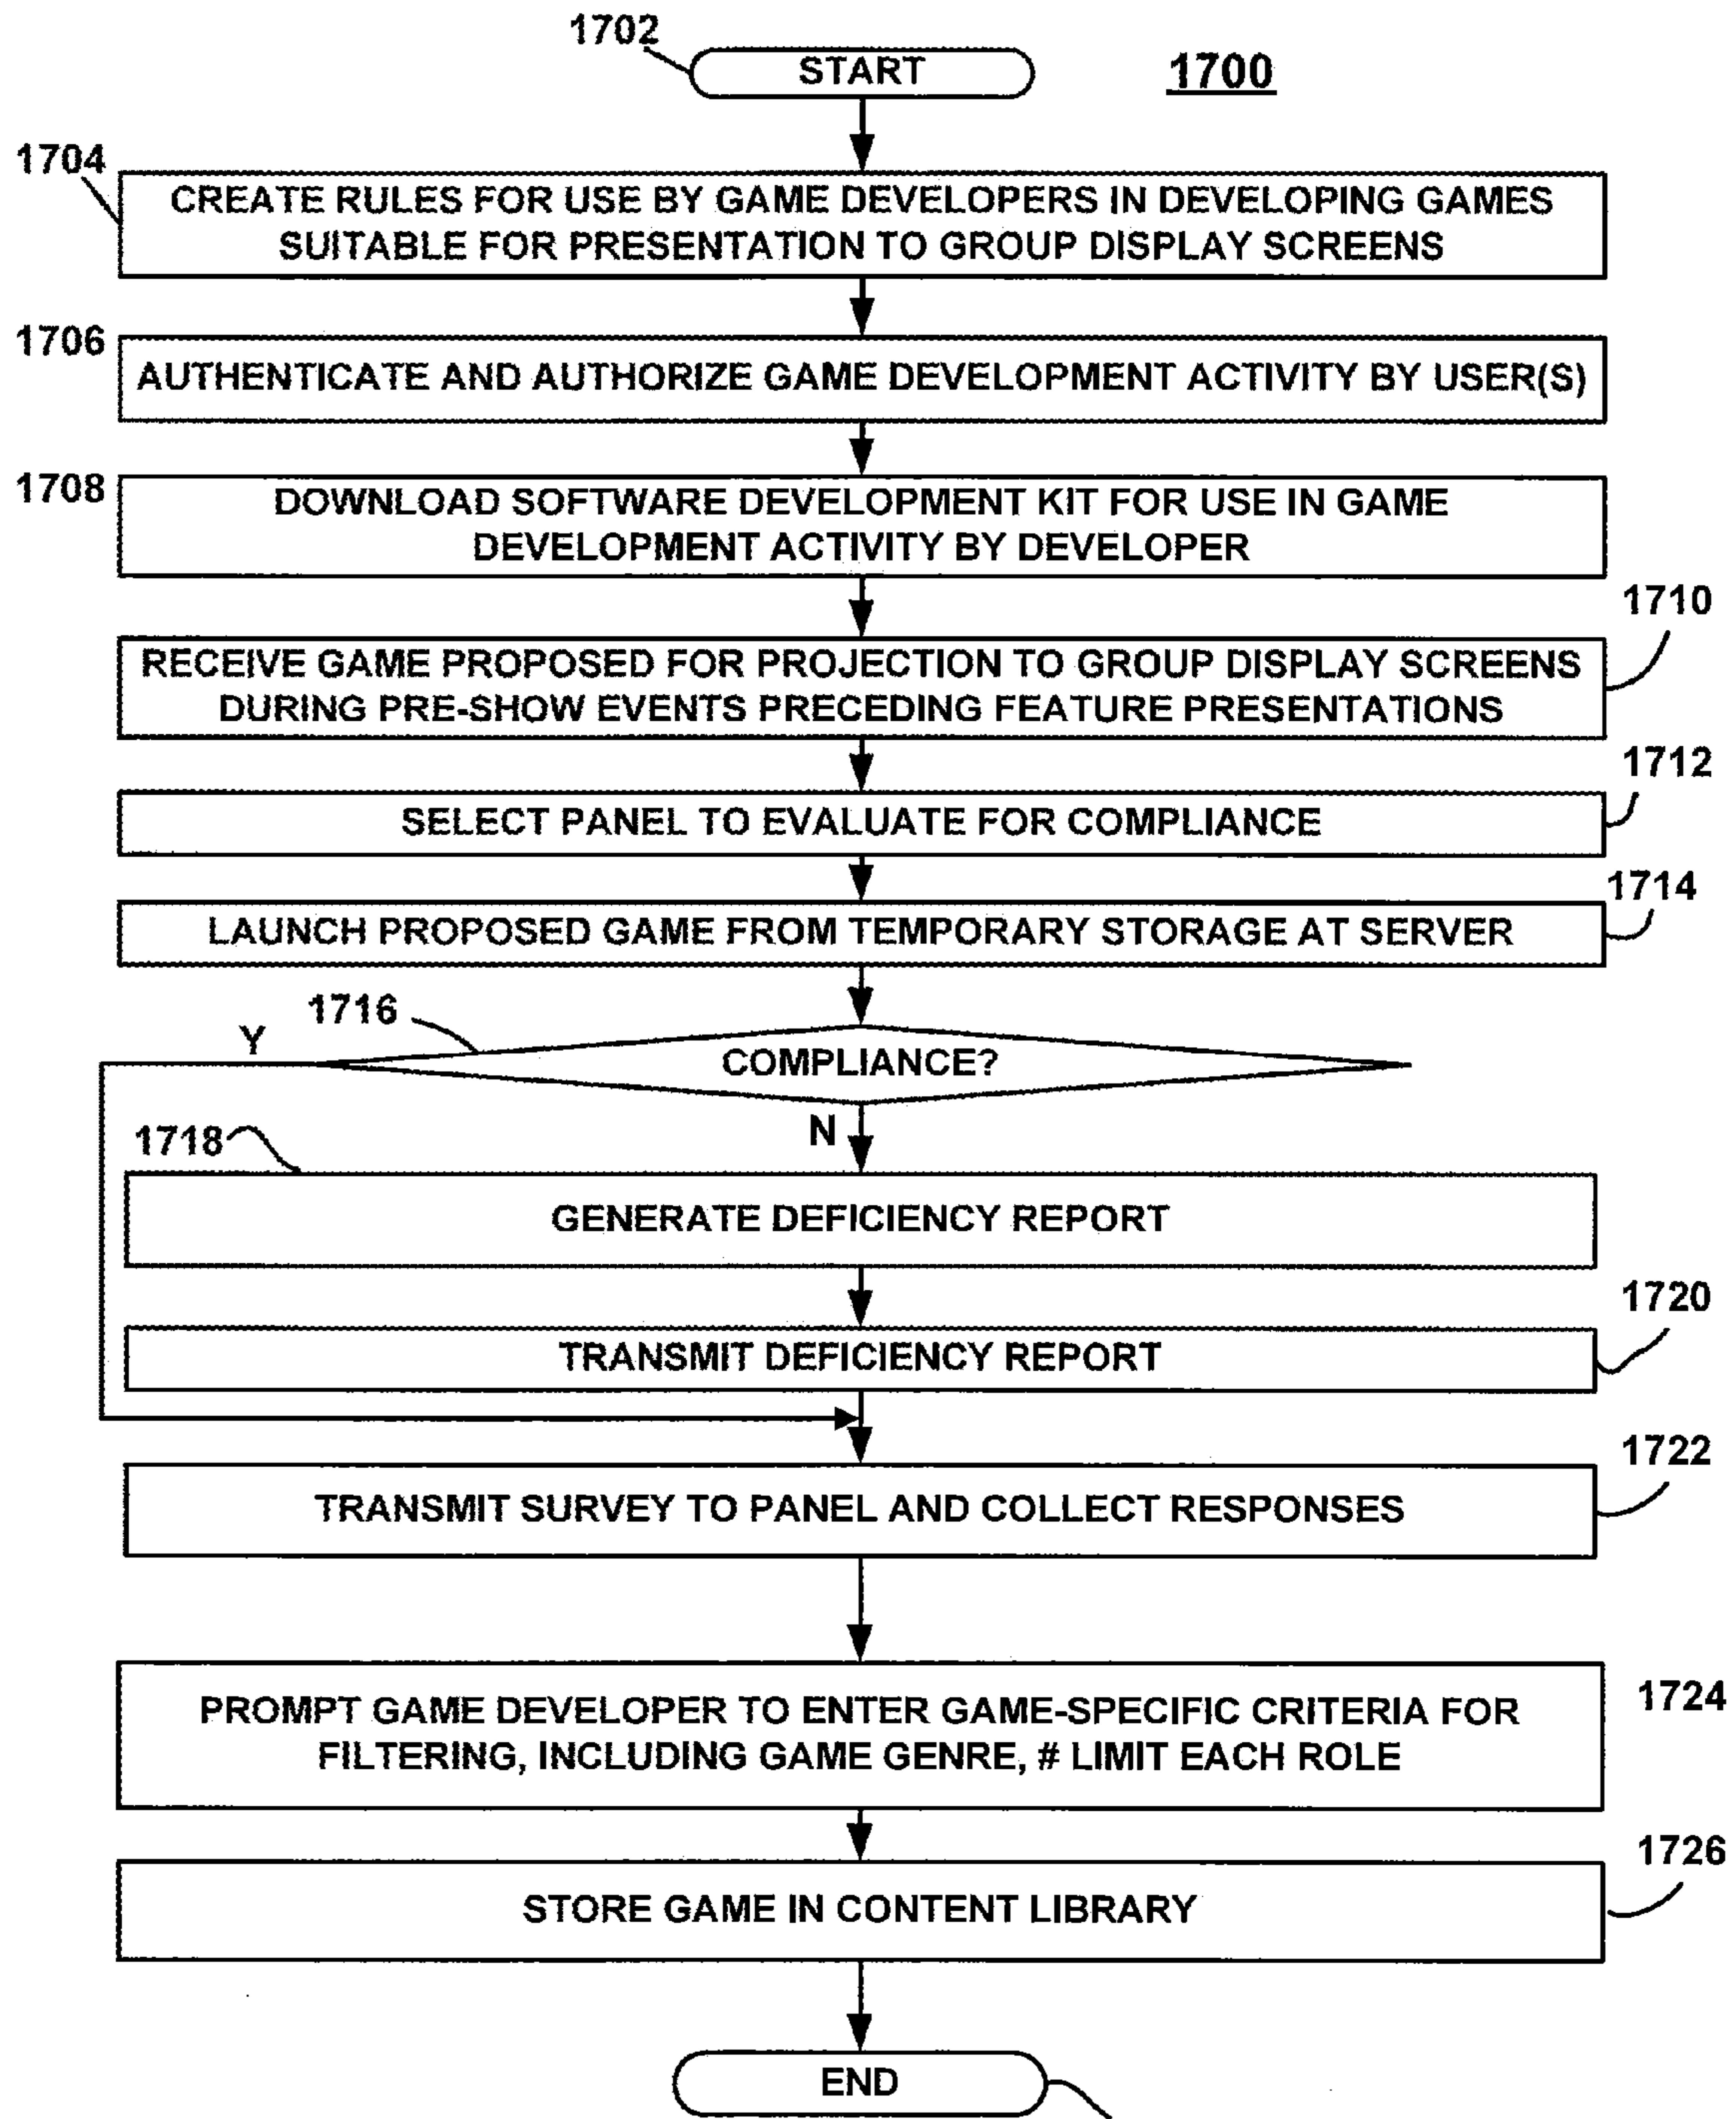 1702
START
1700
1704
CREATE RULES FOR USE BY GAME DEVELOPERS IN DEVELOPING GAMES
SUITABLE FOR PRESENTATION TO GROUP DISPLAY SCREENS
1706
AUTHENTICATE AND AUTHORIZE GAME DEVELOPMENT ACTIVITY BY USER(S)
1708
DOWNLOAD SOFTWARE DEVELOPMENT KIT FOR USE IN GAME
DEVELOPMENT ACTIVITY BY DEVELOPER
1710
RECEIVE GAME PROPOSED FOR PROJECTION TO GROUP DISPLAY SCREENS
DURING PRE-SHOW EVENTS PRECEDING FEATURE PRESENTATIONS
1712
SELECT PANEL TO EVALUATE FOR COMPLIANCE
1714
LAUNCH PROPOSED GAME FROM TEMPORARY STORAGE AT SERVER
1716
Y
COMPLIANCE?
N
1718
GENERATE DEFICIENCY REPORT
1720
TRANSMIT DEFICIENCY REPORT
1722
TRANSMIT SURVEY TO PANEL AND COLLECT RESPONSES
1724
PROMPT GAME DEVELOPER TO ENTER GAME-SPECIFIC CRITERIA FOR
FILTERING, INCLUDING GAME GENRE, # LIMIT EACH ROLE
1726
STORE GAME IN CONTENT LIBRARY
END